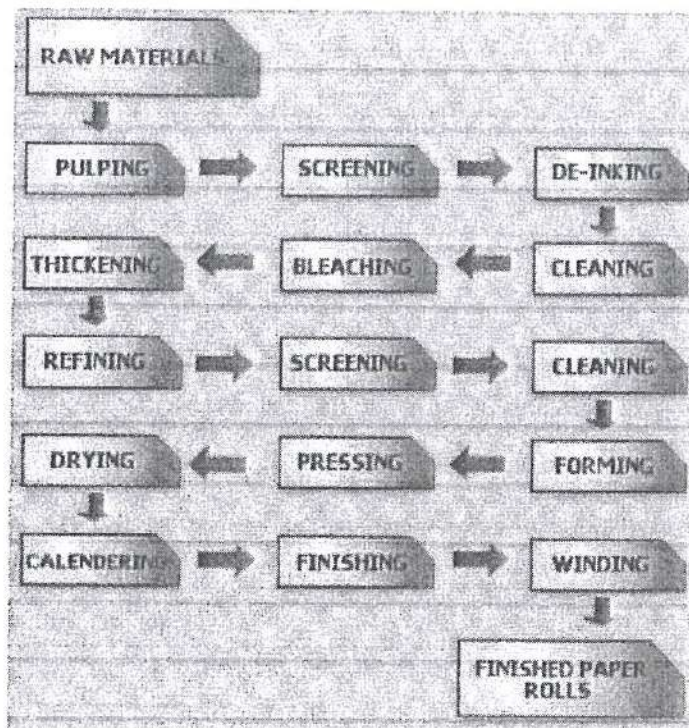 RAW MATERIALS
PULPING
SCREENING
DE-INKING
THICKENING
BLEACHING
CLEANING
REFINING
SCREENING
CLEANING
DRYING
PRESSING
FORMING
CALENDERING
FINISHING
WINDING
FINISHED PAPER
ROLLS